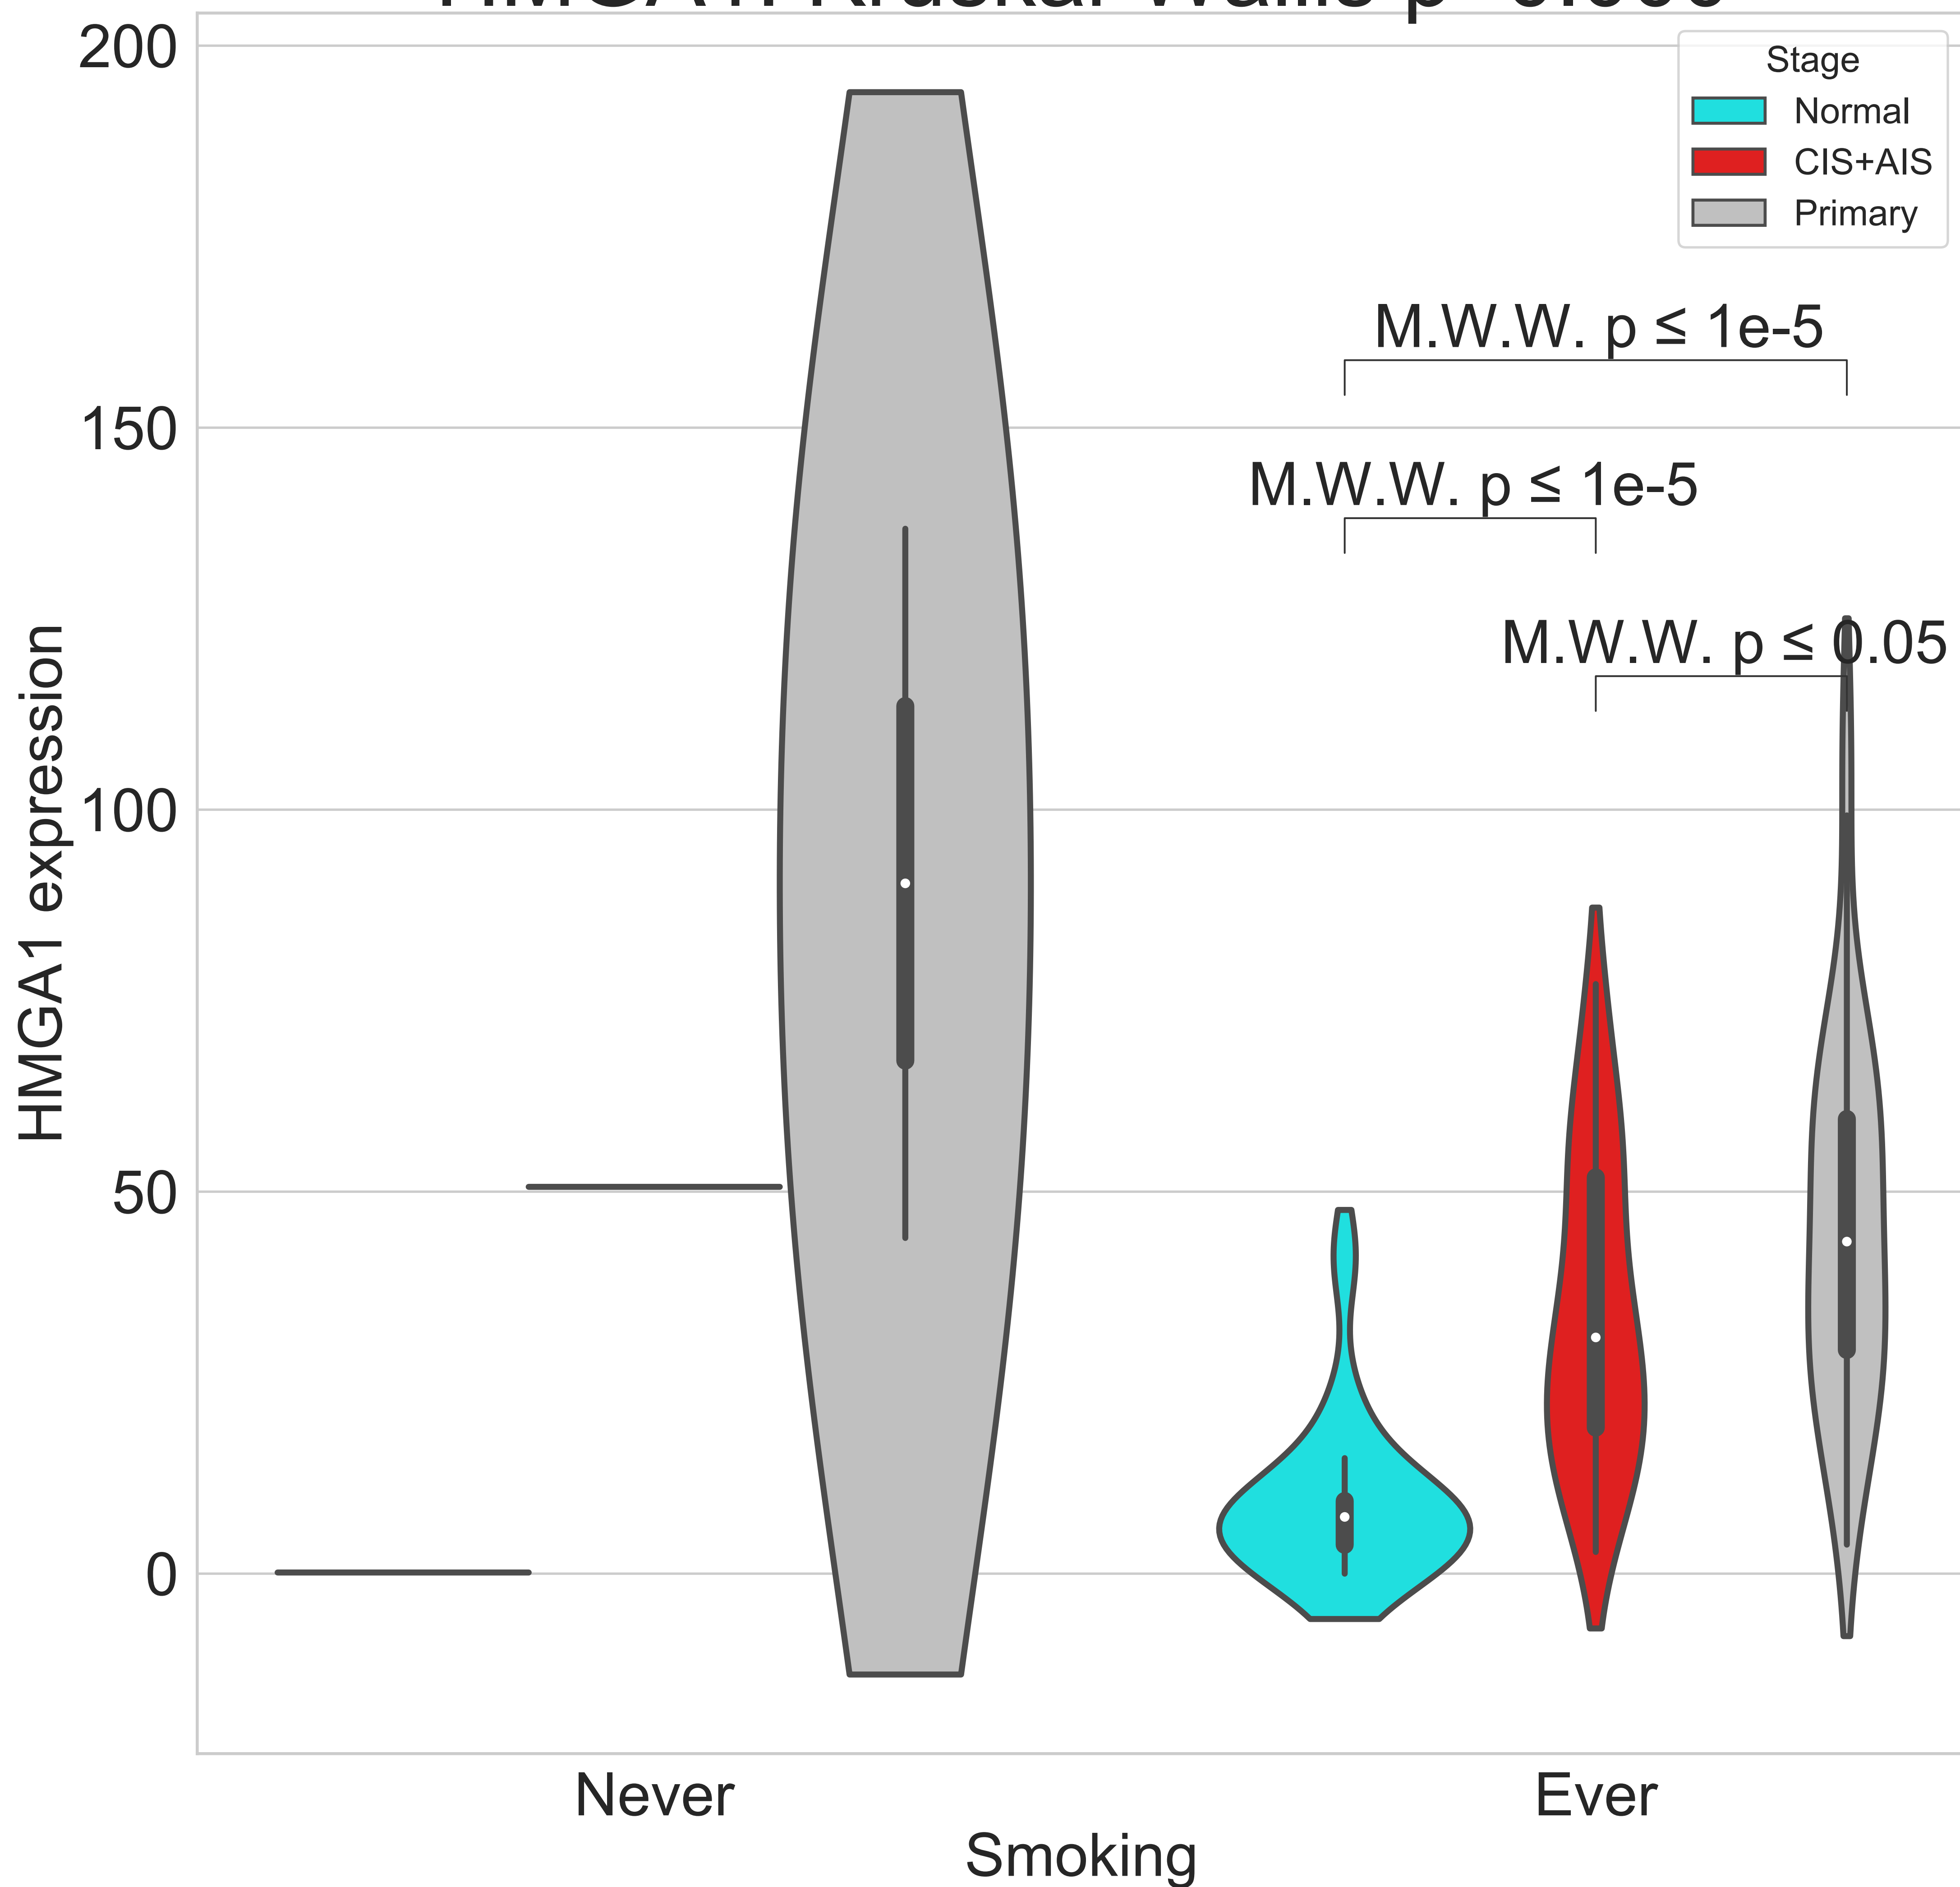 200
150
100
50
0
HMGA1 expression
Stage
Normal
CIS+AIS
Primary
M.W.W. p ≤ 1e-5
M.W.W. p ≤ 1e-5
M.W.W. p ≤ 0.05
Never
Ever
Smoking